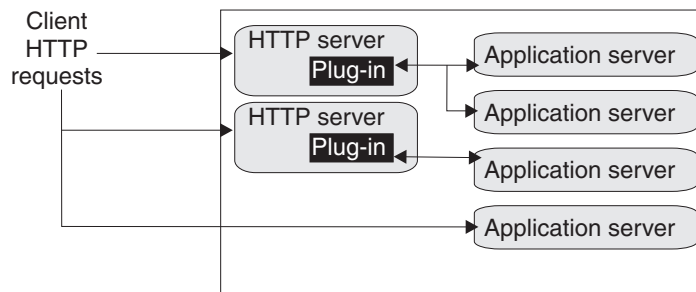 Client
HTTP
requests
HTTP server
Plug-in
HTTP server
Plug-in
Application server
Application server
Application server
Application server